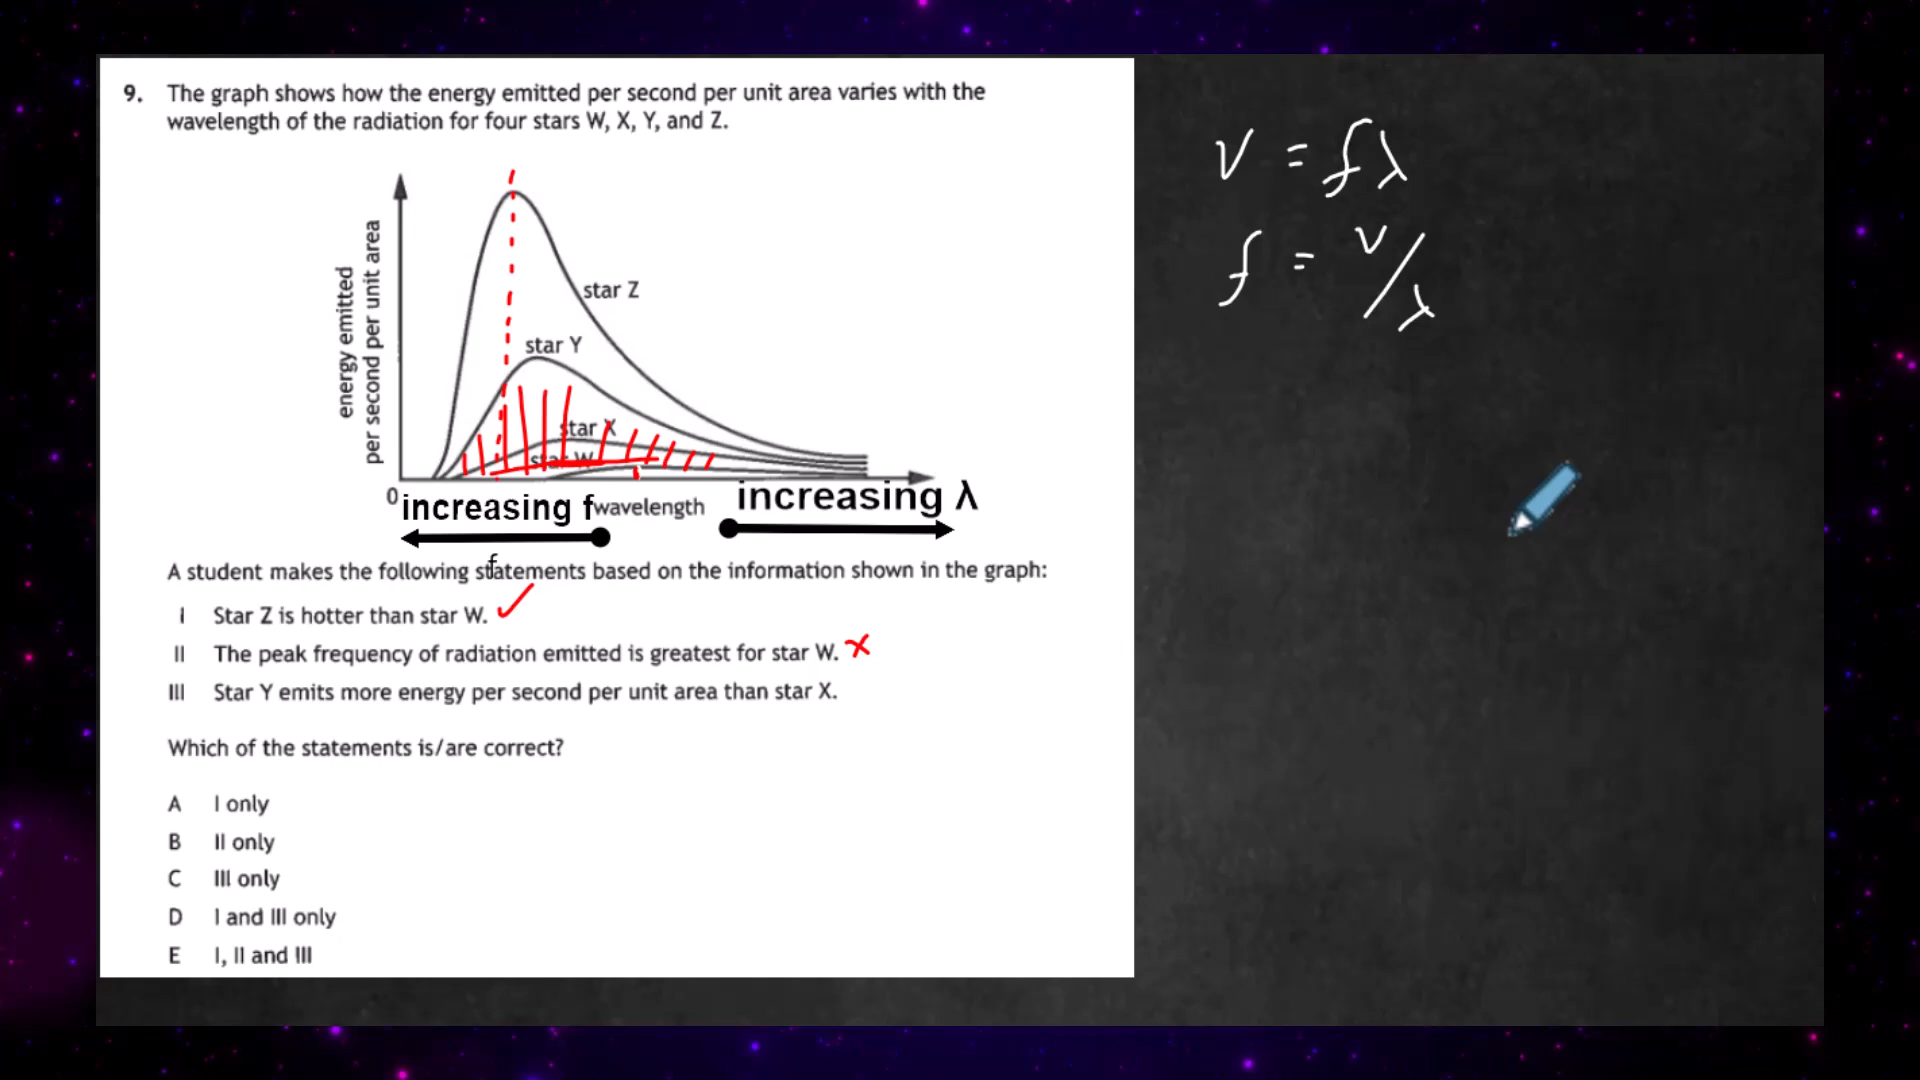 9. The graph shows how the energy emitted per second per unit area varies with the
wavelength of the radiation for four stars W, X, Y, and Z.
energy emitted
per second per unit area
star Z
star Y
star X
star W
0
increasing f
wavelength
increasing λ
f
A student makes the following statements based on the information shown in the graph:
I Star Z is hotter than star W. ✓
II The peak frequency of radiation emitted is greatest for star W. ✗
III Star Y emits more energy per second per unit area than star X.
Which of the statements is/are correct?
A I only
B II only
C III only
D I and III only
E I, II and III
v = fλ
f = v/λ